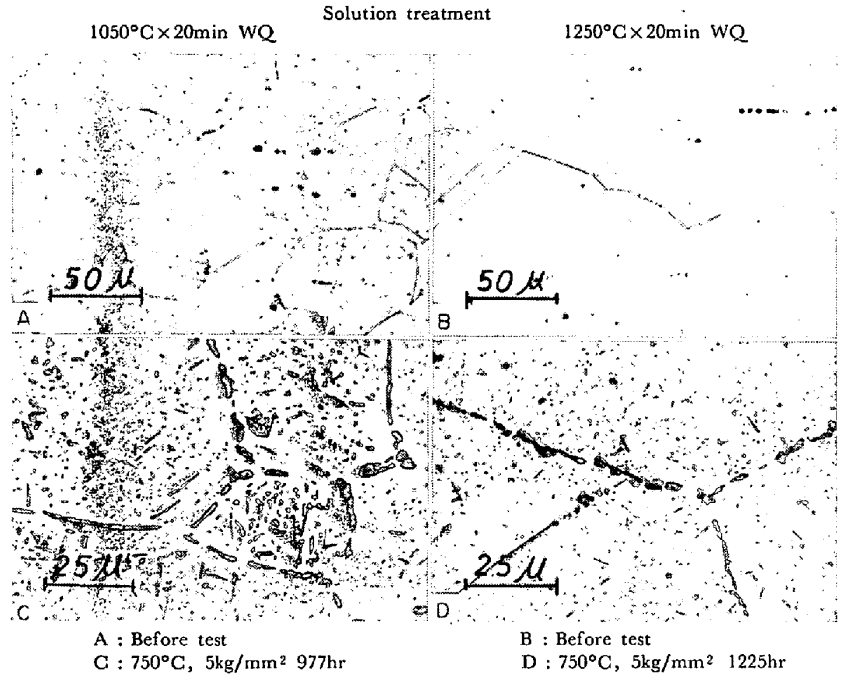 Solution treatment
1050°C×20min WQ
1250°C×20min WQ
50 μ
A
50 μ
B
25 μ
C
25 μ
D
A : Before test
B : Before test
C : 750°C, 5kg/mm² 977hr
D : 750°C, 5kg/mm² 1225hr